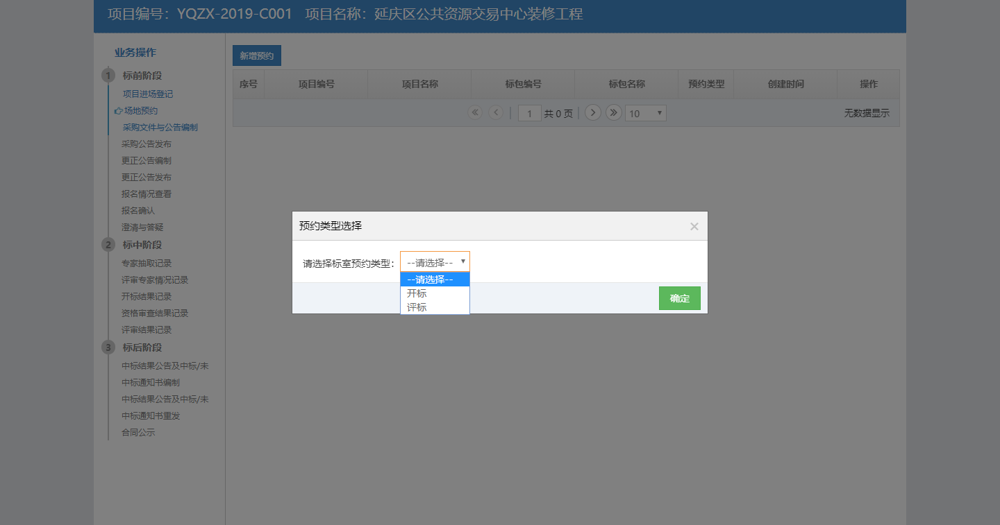 项目编号：YQZX-2019-C001 项目名称：延庆区公共资源交易中心装修工程
业务操作
1 标前阶段
项目进场登记
场地预约
采购文件与公告编制
采购公告发布
更正公告编制
更正公告发布
报名情况查看
报名确认
澄清与答疑
2 标中阶段
专家抽取记录
评审专家情况记录
开标结果记录
资格审查结果记录
评审结果记录
3 标后阶段
中标结果公告及中标/未
中标通知书编制
中标结果公告及中标/未
中标通知书重发
合同公示
新增预约
序号 项目编号 项目名称 标包编号 标包名称 预约类型 创建时间 操作
1 共 0 页 10 无数据显示
预约类型选择
请选择标室预约类型： --请选择--
--请选择--
开标
评标
确定